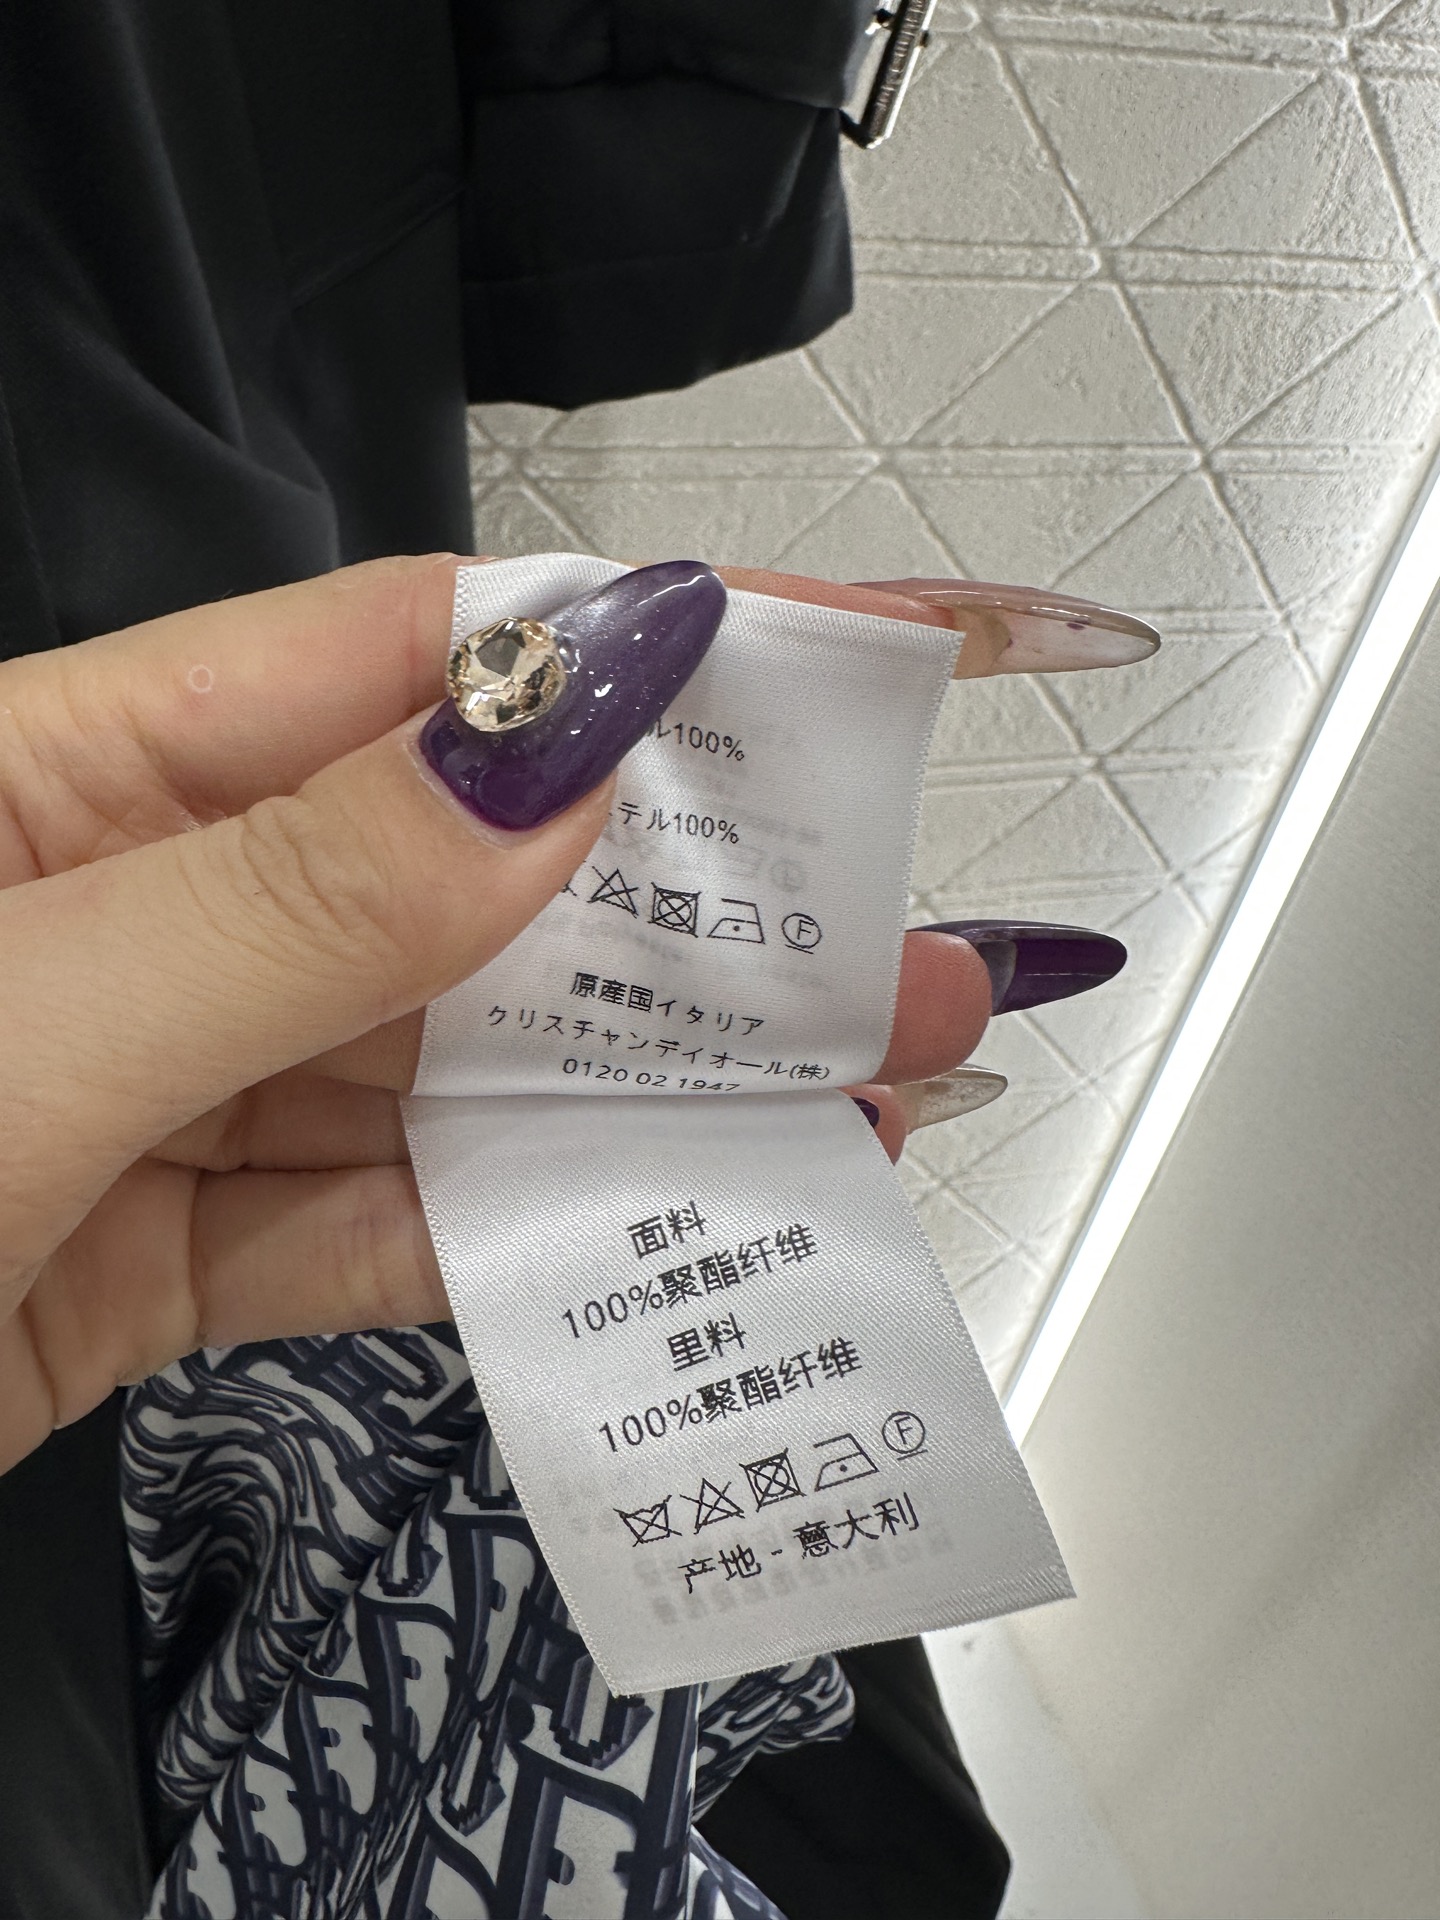 ル100%
テル100%
F
原産国イタリア
クリスチャンディオール(株)
0120 02 1947
面料
100%聚酯纤维
里料
100%聚酯纤维
F
产地 - 意大利